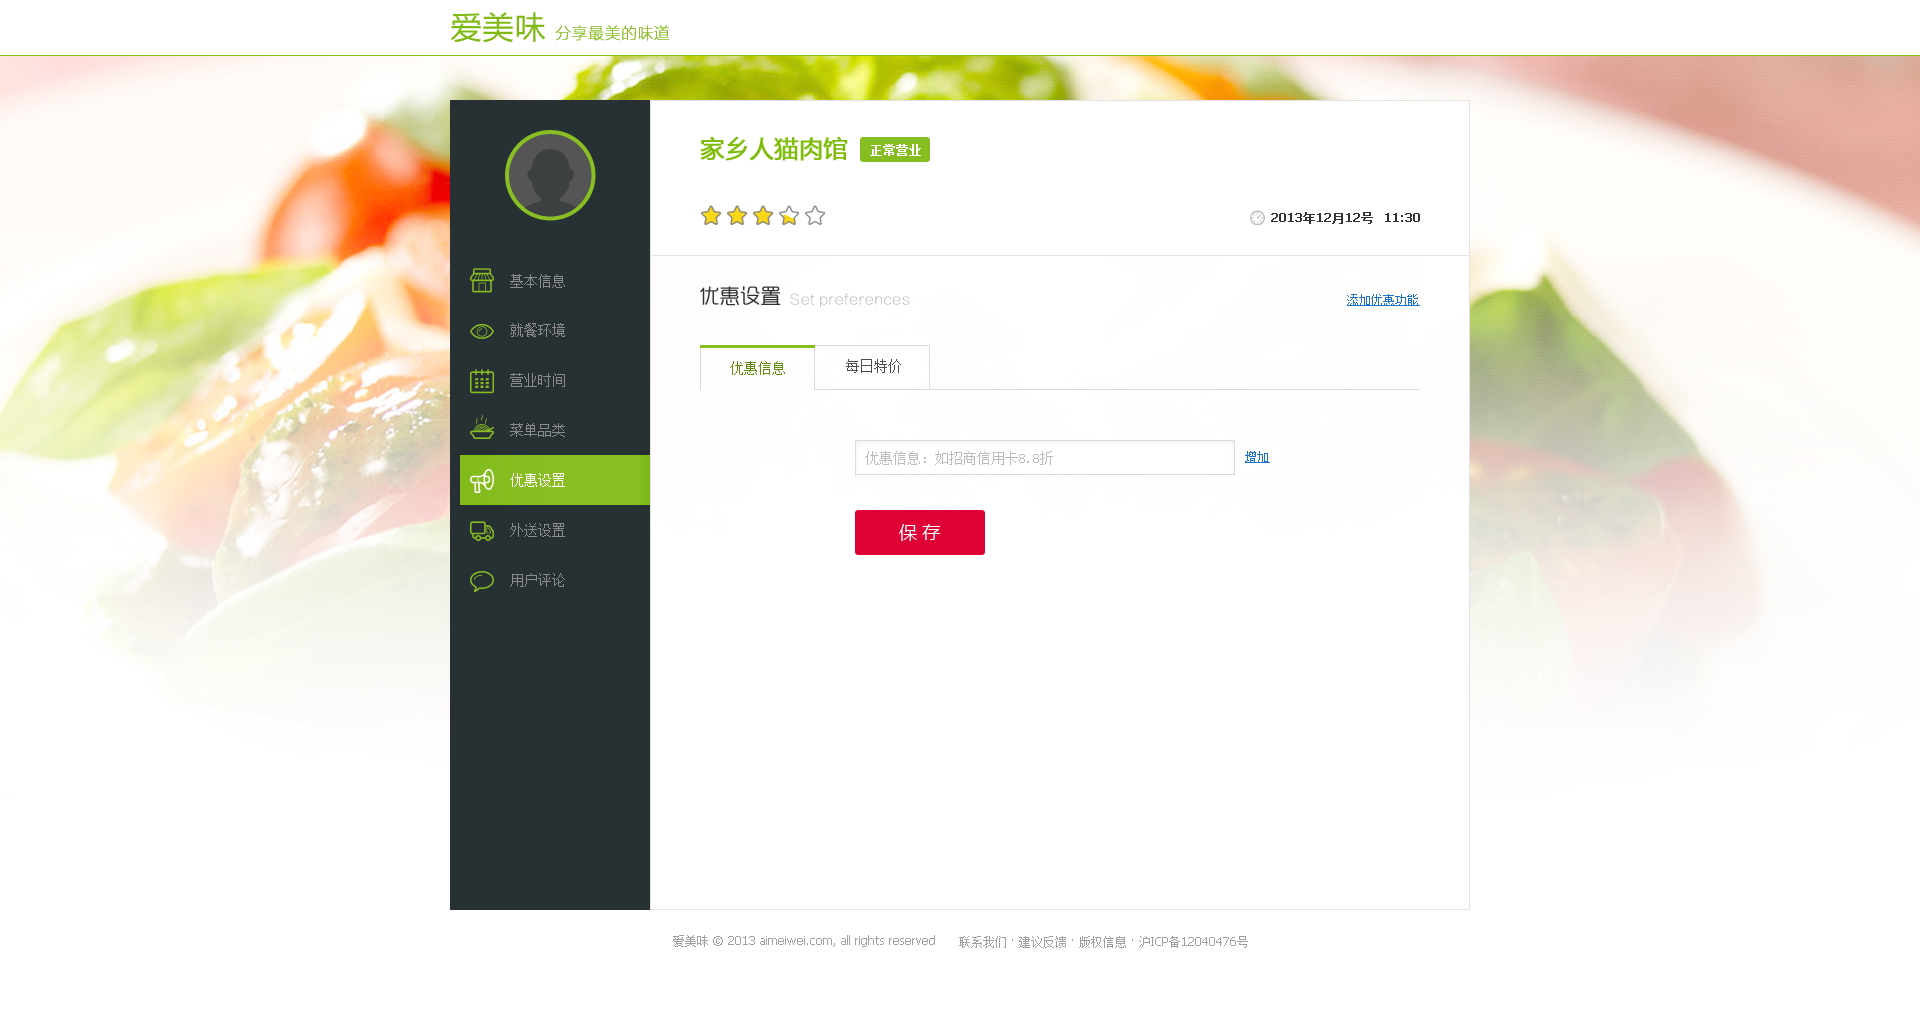 爱美味 分享最美的味道
家乡人猫肉馆 正常营业
2013年12月12号 11:30
基本信息
就餐环境
营业时间
菜单品类
优惠设置
外送设置
用户评论
优惠设置 Set preferences
添加优惠功能
优惠信息 每日特价
优惠信息：如招商信用卡8.8折 增加
保 存
爱美味 © 2013 aimeiwei.com, all rights reserved 联系我们 · 建议反馈 · 版权信息 · 沪ICP备12040476号